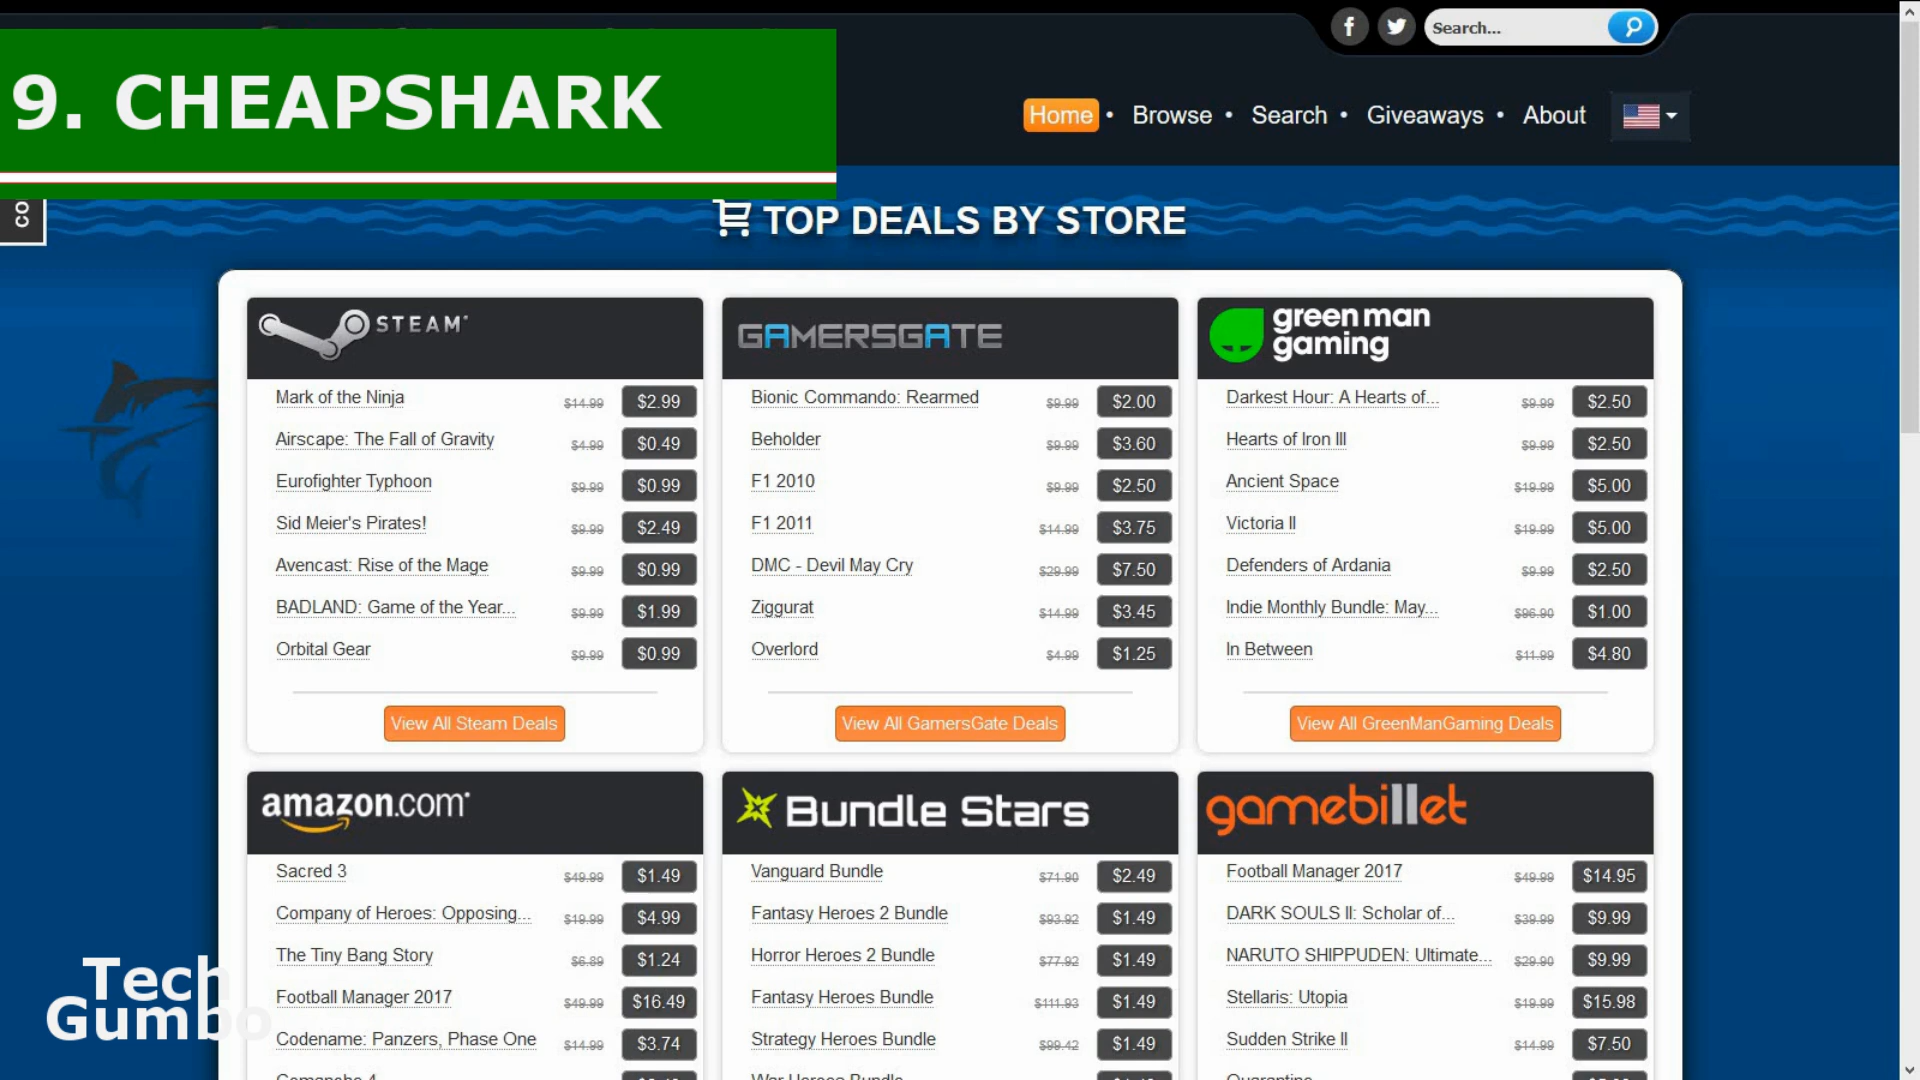 9. CHEAPSHARK
f
Search...
Home • Browse • Search • Giveaways • About
CO
TOP DEALS BY STORE
STEAM
Mark of the Ninja $14.99 $2.99
Airscape: The Fall of Gravity $4.99 $0.49
Eurofighter Typhoon $9.99 $0.99
Sid Meier's Pirates! $9.99 $2.49
Avencast: Rise of the Mage $9.99 $0.99
BADLAND: Game of the Year... $9.99 $1.99
Orbital Gear $9.99 $0.99
View All Steam Deals
GAMERSGATE
Bionic Commando: Rearmed $9.99 $2.00
Beholder $9.99 $3.60
F1 2010 $9.99 $2.50
F1 2011 $14.99 $3.75
DMC - Devil May Cry $29.99 $7.50
Ziggurat $14.99 $3.45
Overlord $4.99 $1.25
View All GamersGate Deals
green man
gaming
Darkest Hour: A Hearts of... $9.99 $2.50
Hearts of Iron III $9.99 $2.50
Ancient Space $19.99 $5.00
Victoria II $19.99 $5.00
Defenders of Ardania $9.99 $2.50
Indie Monthly Bundle: May... $96.90 $1.00
In Between $11.99 $4.80
View All GreenManGaming Deals
amazon.com
Sacred 3 $49.99 $1.49
Company of Heroes: Opposing... $19.99 $4.99
The Tiny Bang Story $6.89 $1.24
Football Manager 2017 $49.99 $16.49
Codename: Panzers, Phase One $14.99 $3.74
Bundle Stars
Vanguard Bundle $71.90 $2.49
Fantasy Heroes 2 Bundle $93.92 $1.49
Horror Heroes 2 Bundle $77.92 $1.49
Fantasy Heroes Bundle $111.93 $1.49
Strategy Heroes Bundle $99.42 $1.49
gamebillet
Football Manager 2017 $49.99 $14.95
DARK SOULS II: Scholar of... $39.99 $9.99
NARUTO SHIPPUDEN: Ultimate... $29.90 $9.99
Stellaris: Utopia $19.99 $15.98
Sudden Strike II $14.99 $7.50
Tech
Gumbo